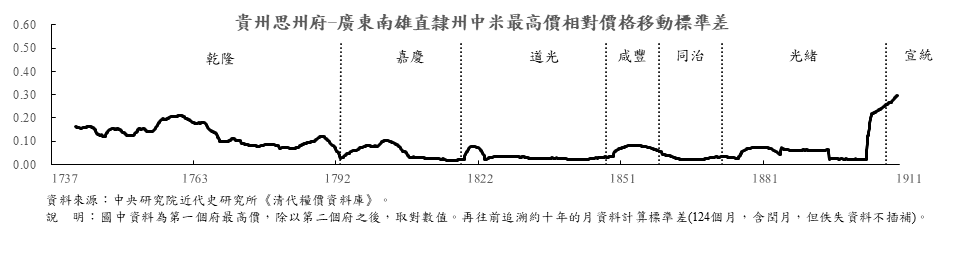 貴州思州府-廣東南雄直隸州中米最高價相對價格移動標準差
0.60
0.50
0.40
0.30
0.20
0.10
0.00
乾隆 嘉慶 道光 咸豐 同治 光緒 宣統
1737 1763 1792 1822 1851 1881 1911
資料來源：中央研究院近代史研究所《清代糧價資料庫》。
說　明：圖中資料為第一個府最高價，除以第二個府之後，取對數值。再往前追溯約十年的月資料計算標準差(124個月，含閏月，但佚失資料不插補)。